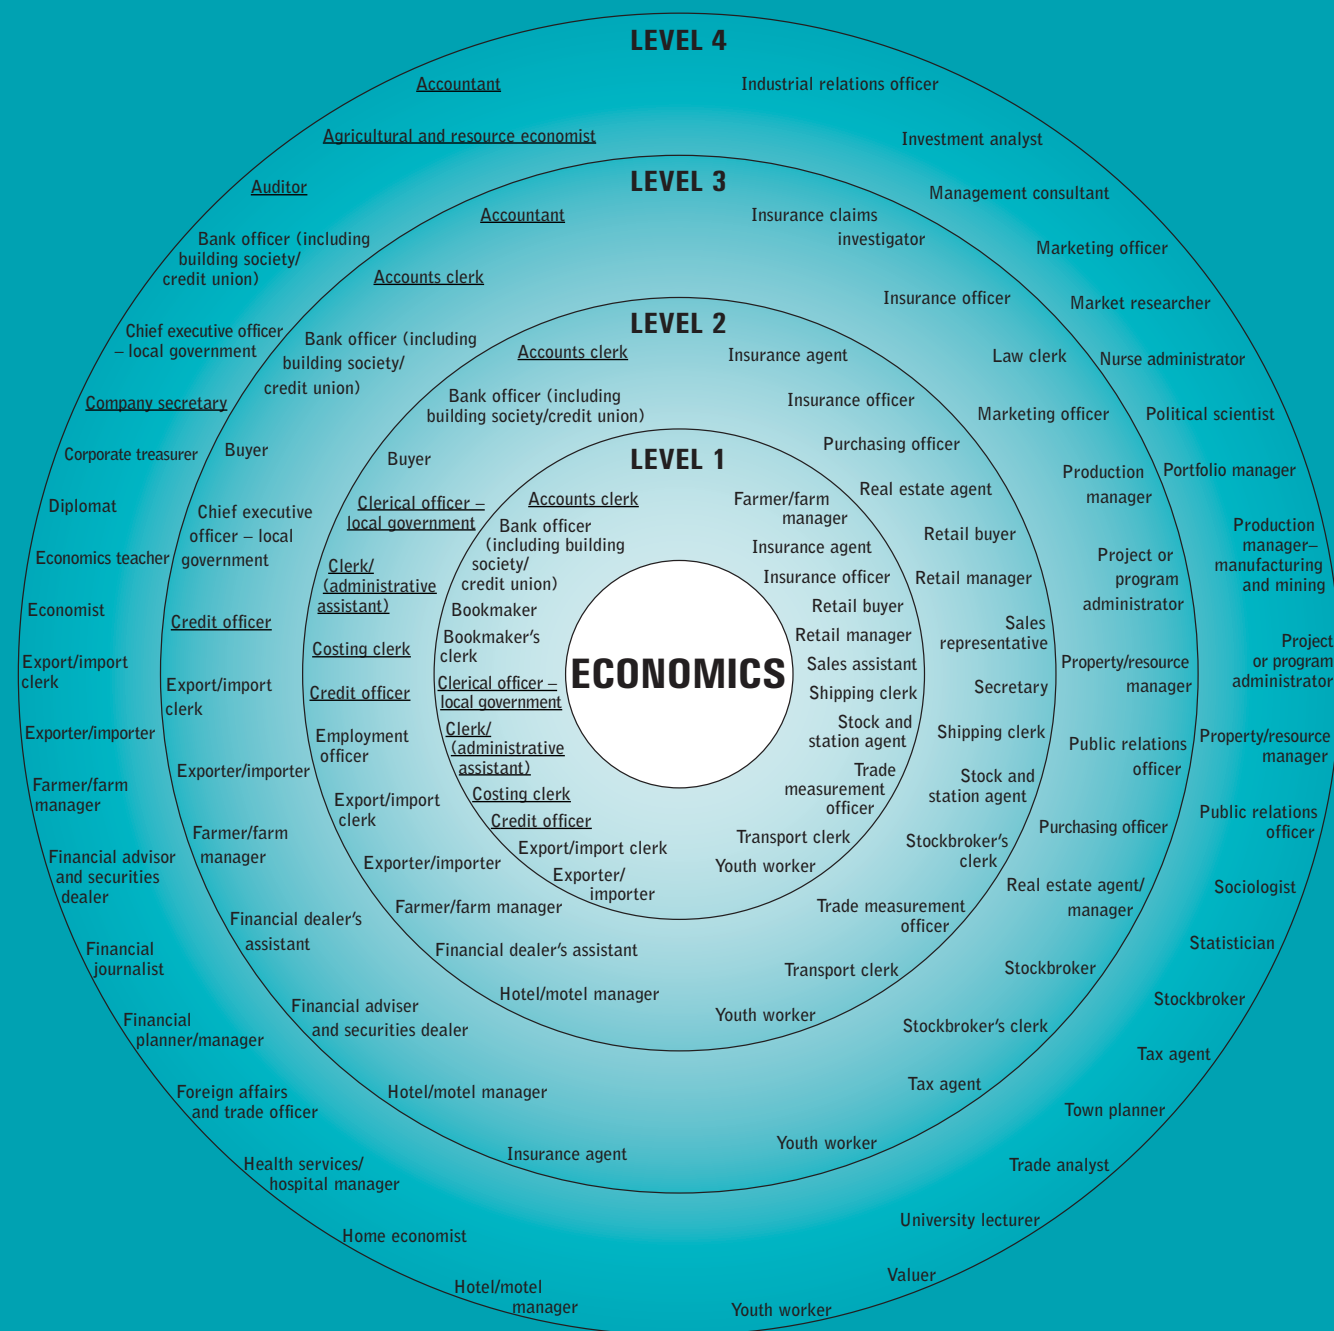 LEVEL 4
Accountant
Agricultural and resource economist
Auditor
Bank officer (including
building society/
credit union)
Chief executive officer
– local government
Company secretary
Corporate treasurer
Diplomat
Economics teacher
Economist
Export/import
clerk
Exporter/importer
Farmer/farm
manager
Financial advisor
and securities
dealer
Financial
journalist
Financial
planner/manager
Foreign affairs
and trade officer
Health services/
hospital manager
Home economist
Hotel/motel
manager
Industrial relations officer
Investment analyst
Management consultant
Marketing officer
Market researcher
Nurse administrator
Political scientist
Portfolio manager
Production
manager–
manufacturing
and mining
Project
or program
administrator
Property/resource
manager
Public relations
officer
Sociologist
Statistician
Stockbroker
Tax agent
Town planner
Trade analyst
University lecturer
Valuer
Youth worker
LEVEL 3
Accountant
Accounts clerk
Bank officer (including
building society/
credit union)
Buyer
Chief executive
officer – local
government
Credit officer
Export/import
clerk
Exporter/importer
Farmer/farm
manager
Financial dealer's
assistant
Financial adviser
and securities dealer
Hotel/motel manager
Insurance agent
Insurance claims
investigator
Insurance officer
Law clerk
Marketing officer
Production
manager
Project or
program
administrator
Property/resource
manager
Public relations
officer
Purchasing officer
Real estate agent/
manager
Stockbroker
Stockbroker's clerk
Tax agent
Youth worker
LEVEL 2
Accounts clerk
Bank officer (including
building society/credit union)
Buyer
Clerical officer –
local government
Clerk/
(administrative
assistant)
Costing clerk
Credit officer
Employment
officer
Export/import
clerk
Exporter/importer
Farmer/farm manager
Financial dealer's assistant
Hotel/motel manager
Insurance agent
Insurance officer
Purchasing officer
Real estate agent
Retail buyer
Retail manager
Sales
representative
Secretary
Shipping clerk
Stock and
station agent
Stockbroker's
clerk
Trade measurement
officer
Transport clerk
Youth worker
LEVEL 1
Accounts clerk
Bank officer
(including building
society/
credit union)
Bookmaker
Bookmaker's
clerk
Clerical officer –
local government
Clerk/
(administrative
assistant)
Costing clerk
Credit officer
Export/import clerk
Exporter/
importer
Farmer/farm
manager
Insurance agent
Insurance officer
Retail buyer
Retail manager
Sales assistant
Shipping clerk
Stock and
station agent
Trade
measurement
officer
Transport clerk
Youth worker
ECONOMICS